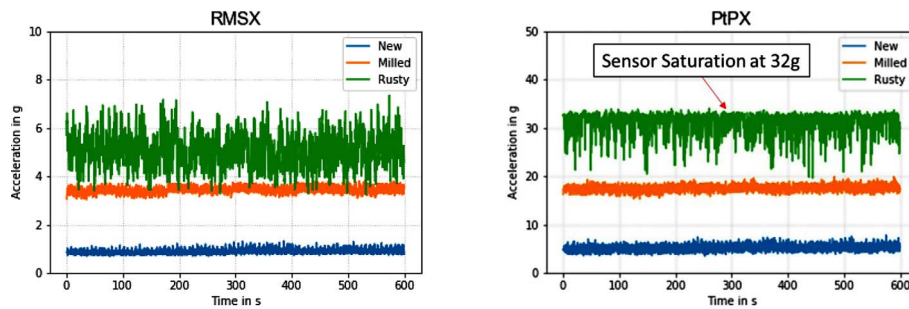 RMSX
Acceleration in g
10
8
6
4
2
0
New
Milled
Rusty
0 100 200 300 400 500 600
Time in s
PtPX
Acceleration in g
50
40
30
20
10
0
New
Milled
Rusty
Sensor Saturation at 32g
0 100 200 300 400 500 600
Time in s